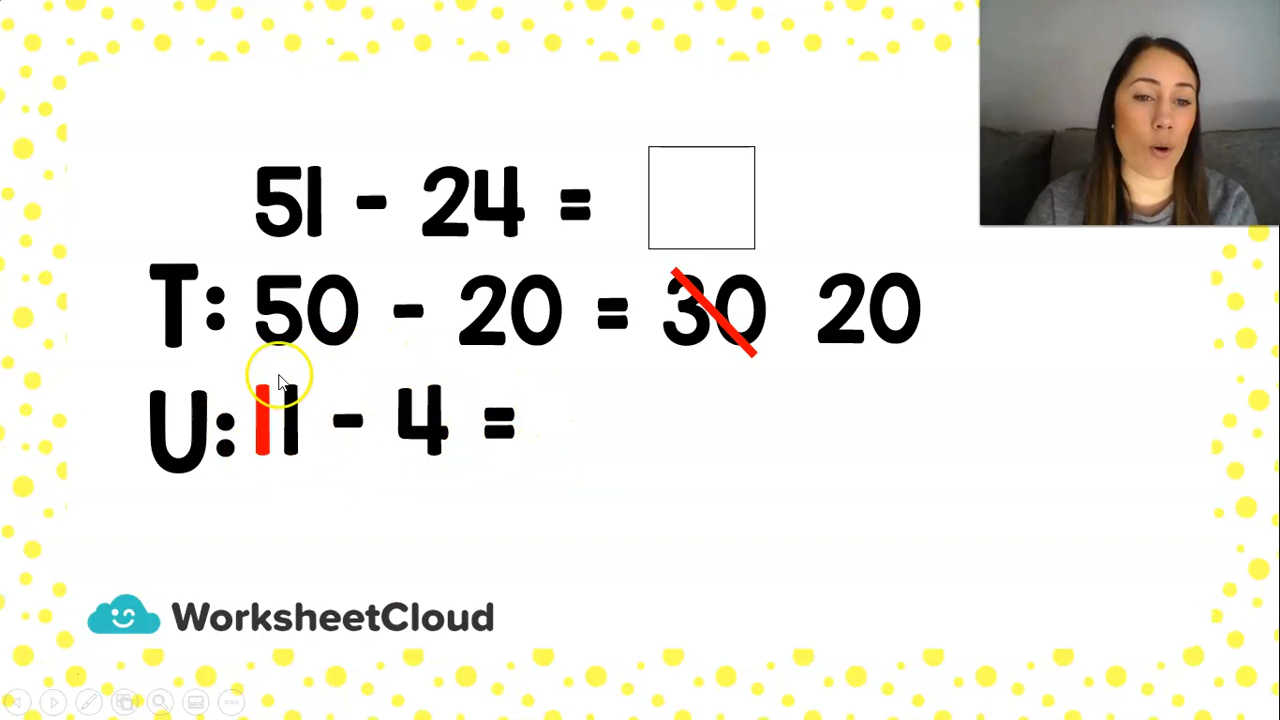 51 - 24 =
T: 50 - 20 = 30 20
U: 11 - 4 =
WorksheetCloud